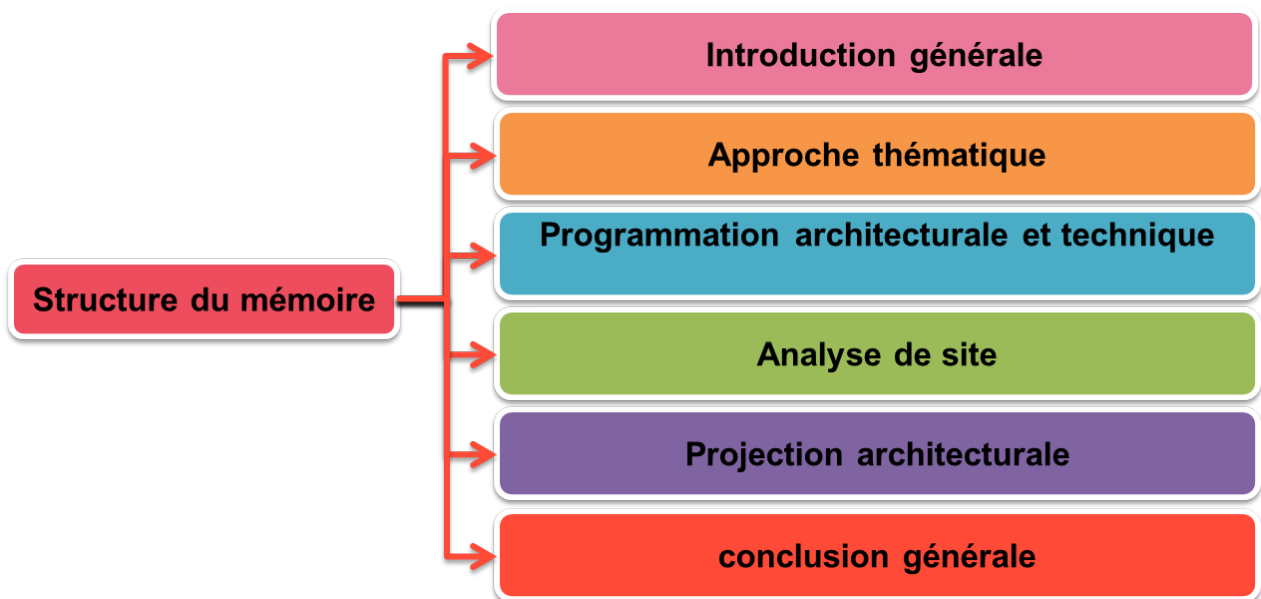 Structure du mémoire
Introduction générale
Approche thématique
Programmation architecturale et technique
Analyse de site
Projection architecturale
conclusion générale